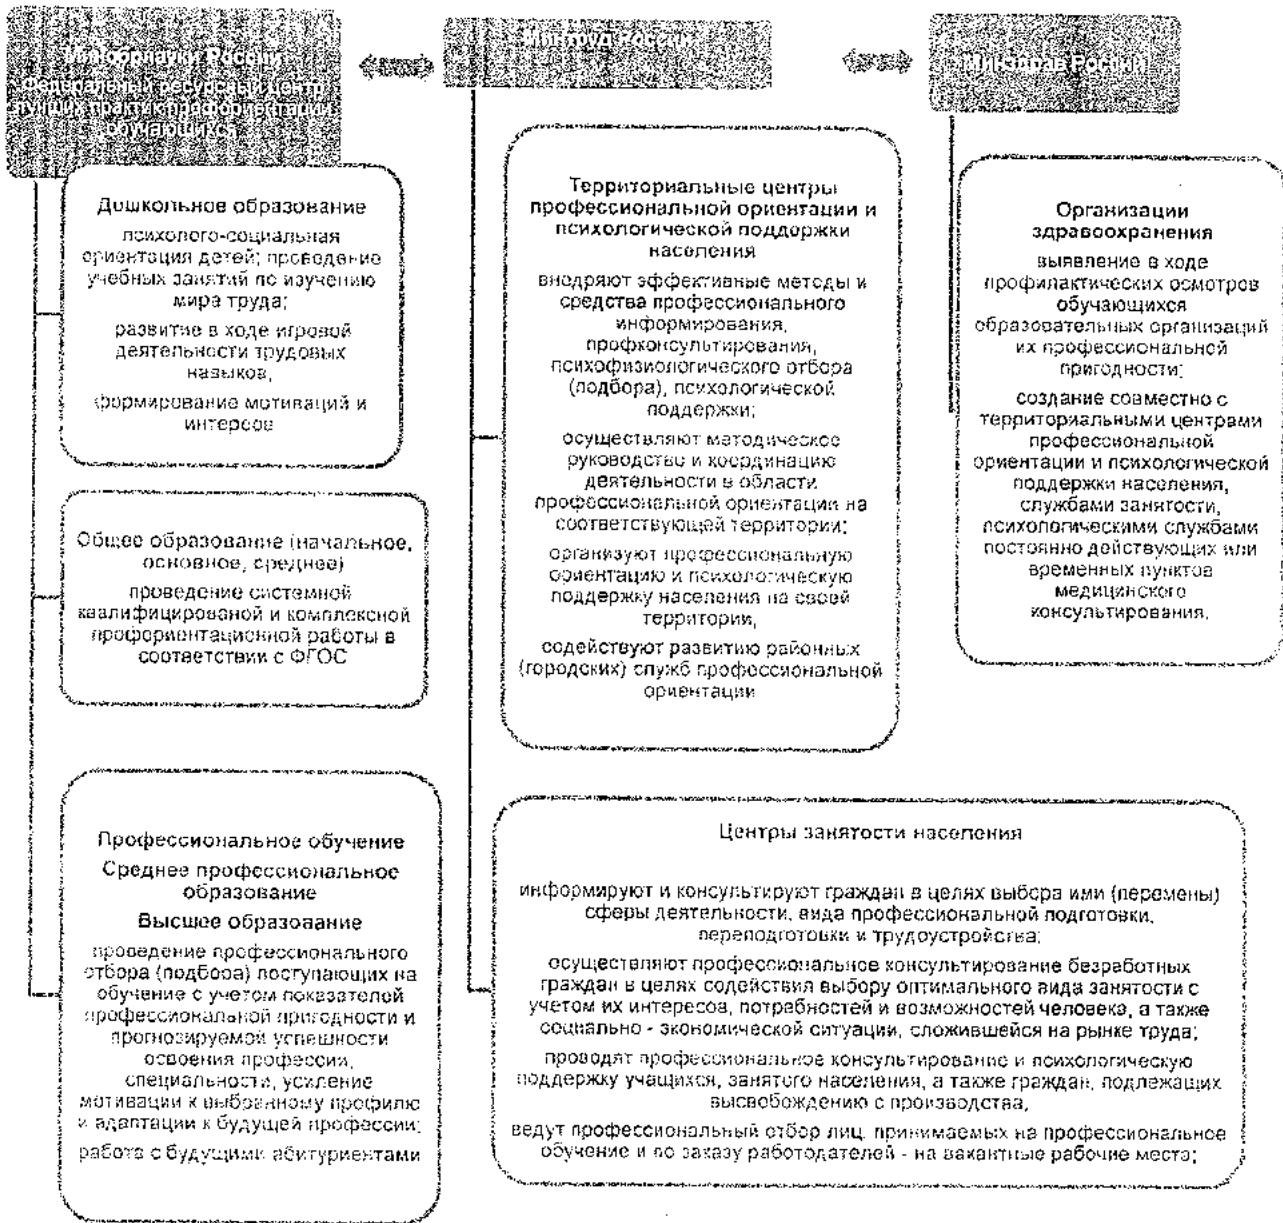 Минобрнауки России
Федеральный ресурсный центр
лучших практик профориентации
обучающихся
Минтруд России
Минздрав России
Дошкольное образование
психолого-социальная
ориентация детей; проведение
учебных занятий по изучению
мира труда;
развитие в ходе игровой
деятельности трудовых
навыков,
формирование мотиваций и
интересов
Общее образование (начальное,
основное, среднее)
проведение системной
квалифицированой и комплексной
профориентационной работы в
соответствии с ФГОС
Профессиональное обучение
Среднее профессиональное
образование
Высшее образование
проведение профессионального
отбора (подбора) поступающих на
обучение с учетом показателей
профессиональной пригодности и
прогнозируемой успешности
освоения профессии,
специальности, усиление
мотивации к выбранному профилю
и адаптации к будущей профессии;
работа с будущими абитуриентами
Территориальные центры
профессиональной ориентации и
психологической поддержки
населения
внедряют эффективные методы и
средства профессионального
информирования,
профконсультирования,
психофизиологического отбора
(подбора), психологической
поддержки;
осуществляют методическое
руководство и координацию
деятельности в области
профессиональной ориентации на
соответствующей территории;
организуют профессиональную
ориентацию и психологическую
поддержку населения на своей
территории,
содействуют развитию районных
(городских) служб профессиональной
ориентации
Центры занятости населения
информируют и консультируют граждан в целях выбора ими (перемены)
сферы деятельности, вида профессиональной подготовки,
переподготовки и трудоустройства;
осуществляют профессиональное консультирование безработных
граждан в целях содействия выбору оптимального вида занятости с
учетом их интересов, потребностей и возможностей человека, а также
социально - экономической ситуации, сложившейся на рынке труда;
проводят профессиональное консультирование и психологическую
поддержку учащихся, занятого населения, а также граждан, подлежащих
высвобождению с производства,
ведут профессиональный отбор лиц, принимаемых на профессиональное
обучение и по заказу работодателей - на вакантные рабочие места;
Организации
здравоохранения
выявление в ходе
профилактических осмотров
обучающихся
образовательных организаций
их профессиональной
пригодности;
создание совместно с
территориальными центрами
профессиональной
ориентации и психологической
поддержки населения,
службами занятости,
психологическими службами
постоянно действующих или
временных пунктов
медицинского
консультирования.